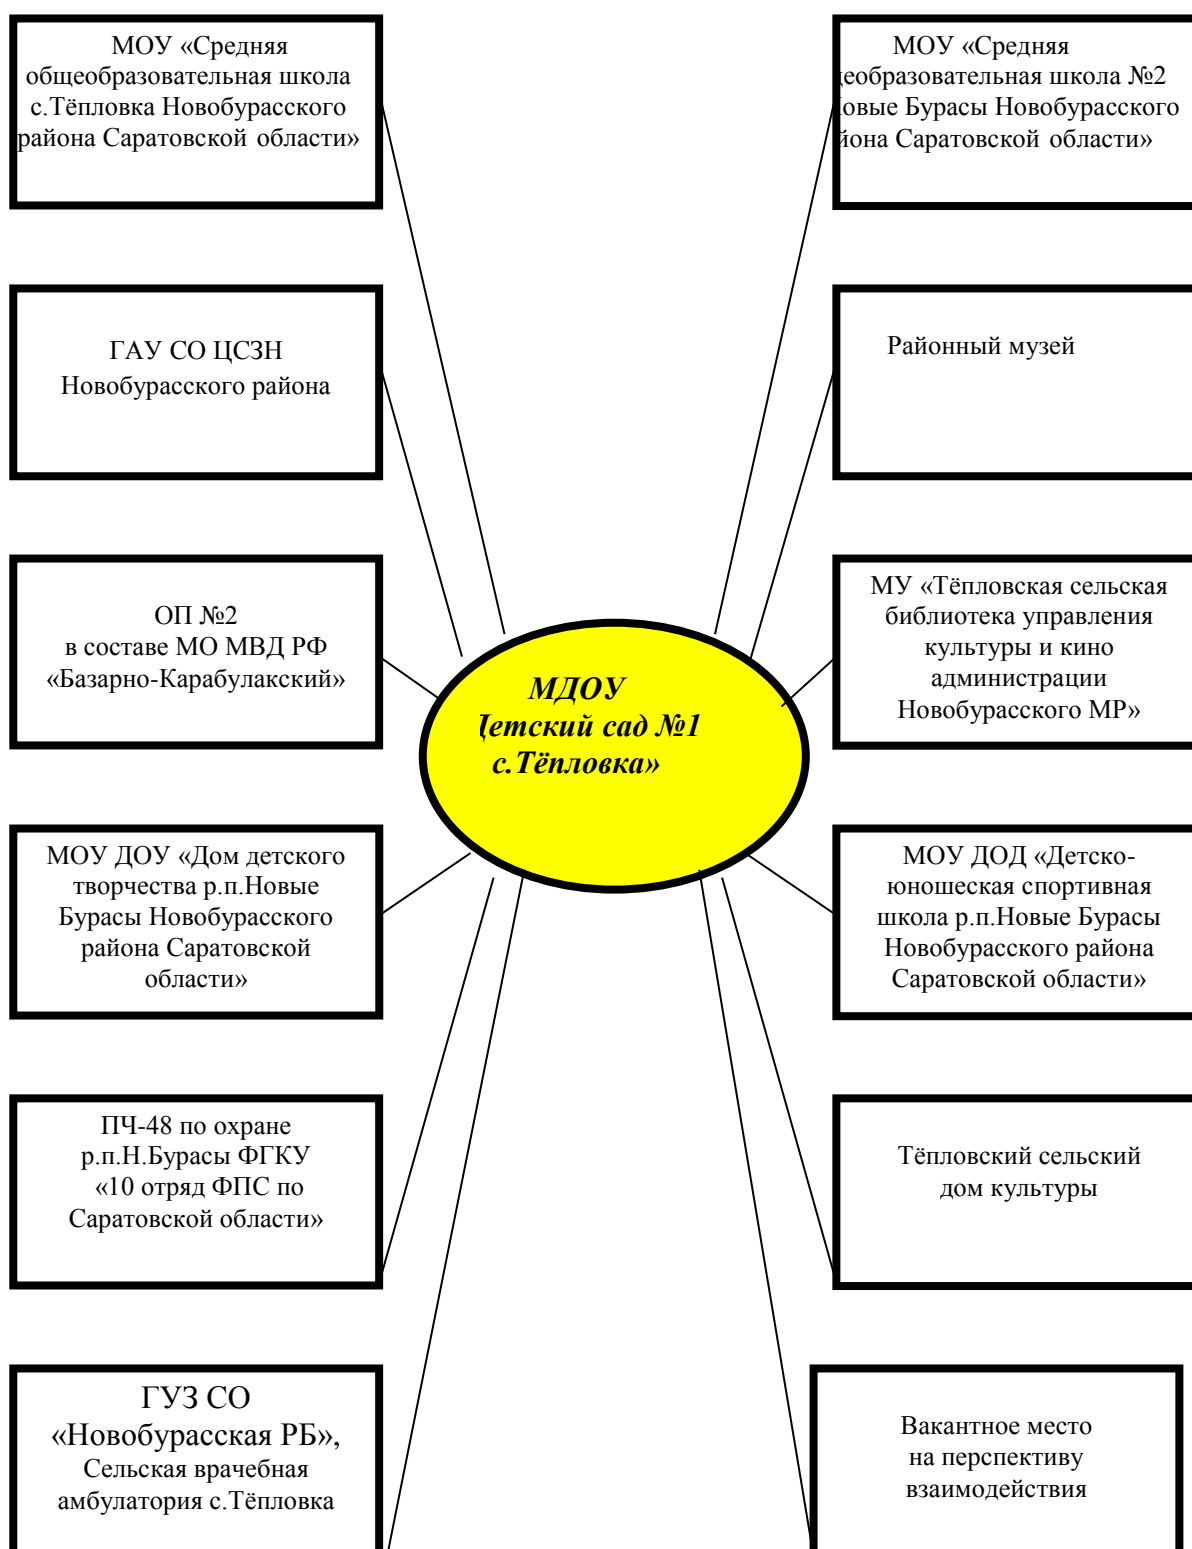 МОУ «Средняя
общеобразовательная школа
с.Тёпловка Новобурасского
района Саратовской области»
МОУ «Средняя
еобразовательная школа №2
овые Бурасы Новобурасского
йона Саратовской области»
ГАУ СО ЦСЗН
Новобурасского района
Районный музей
ОП №2
в составе МО МВД РФ
«Базарно-Карабулакский»
МУ «Тёпловская сельская
библиотека управления
культуры и кино
администрации
Новобурасского МР»
МДОУ
Детский сад №1
с.Тёпловка»
МОУ ДОУ «Дом детского
творчества р.п.Новые
Бурасы Новобурасского
района Саратовской
области»
МОУ ДОД «Детско-
юношеская спортивная
школа р.п.Новые Бурасы
Новобурасского района
Саратовской области»
ПЧ-48 по охране
р.п.Н.Бурасы ФГКУ
«10 отряд ФПС по
Саратовской области»
Тёпловский сельский
дом культуры
ГУЗ СО
«Новобурасская РБ»,
Сельская врачебная
амбулатория с.Тёпловка
Вакантное место
на перспективу
взаимодействия